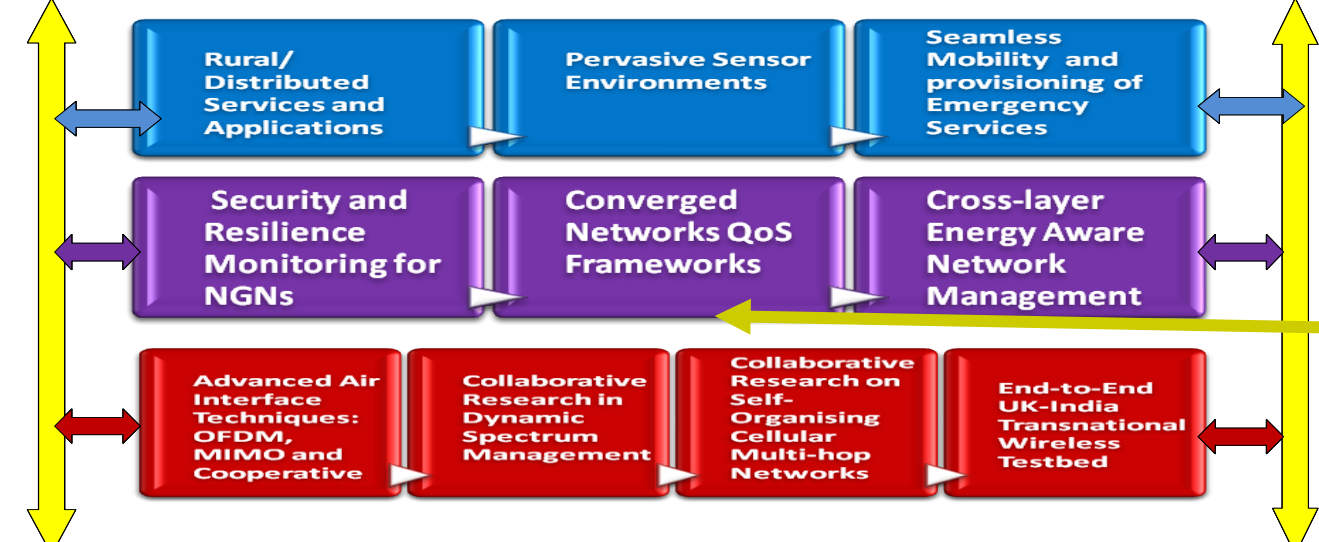 Rural/
Distributed
Services and
Applications
Pervasive Sensor
Environments
Seamless
Mobility and
provisioning of
Emergency
Services
Security and
Resilience
Monitoring for
NGNs
Converged
Networks QoS
Frameworks
Cross-layer
Energy Aware
Network
Management
Advanced Air
Interface
Techniques:
OFDM,
MIMO and
Cooperative
Collaborative
Research in
Dynamic
Spectrum
Management
Collaborative
Research on
Self-
Organising
Cellular
Multi-hop
Networks
End-to-End
UK-India
Transnational
Wireless
Testbed